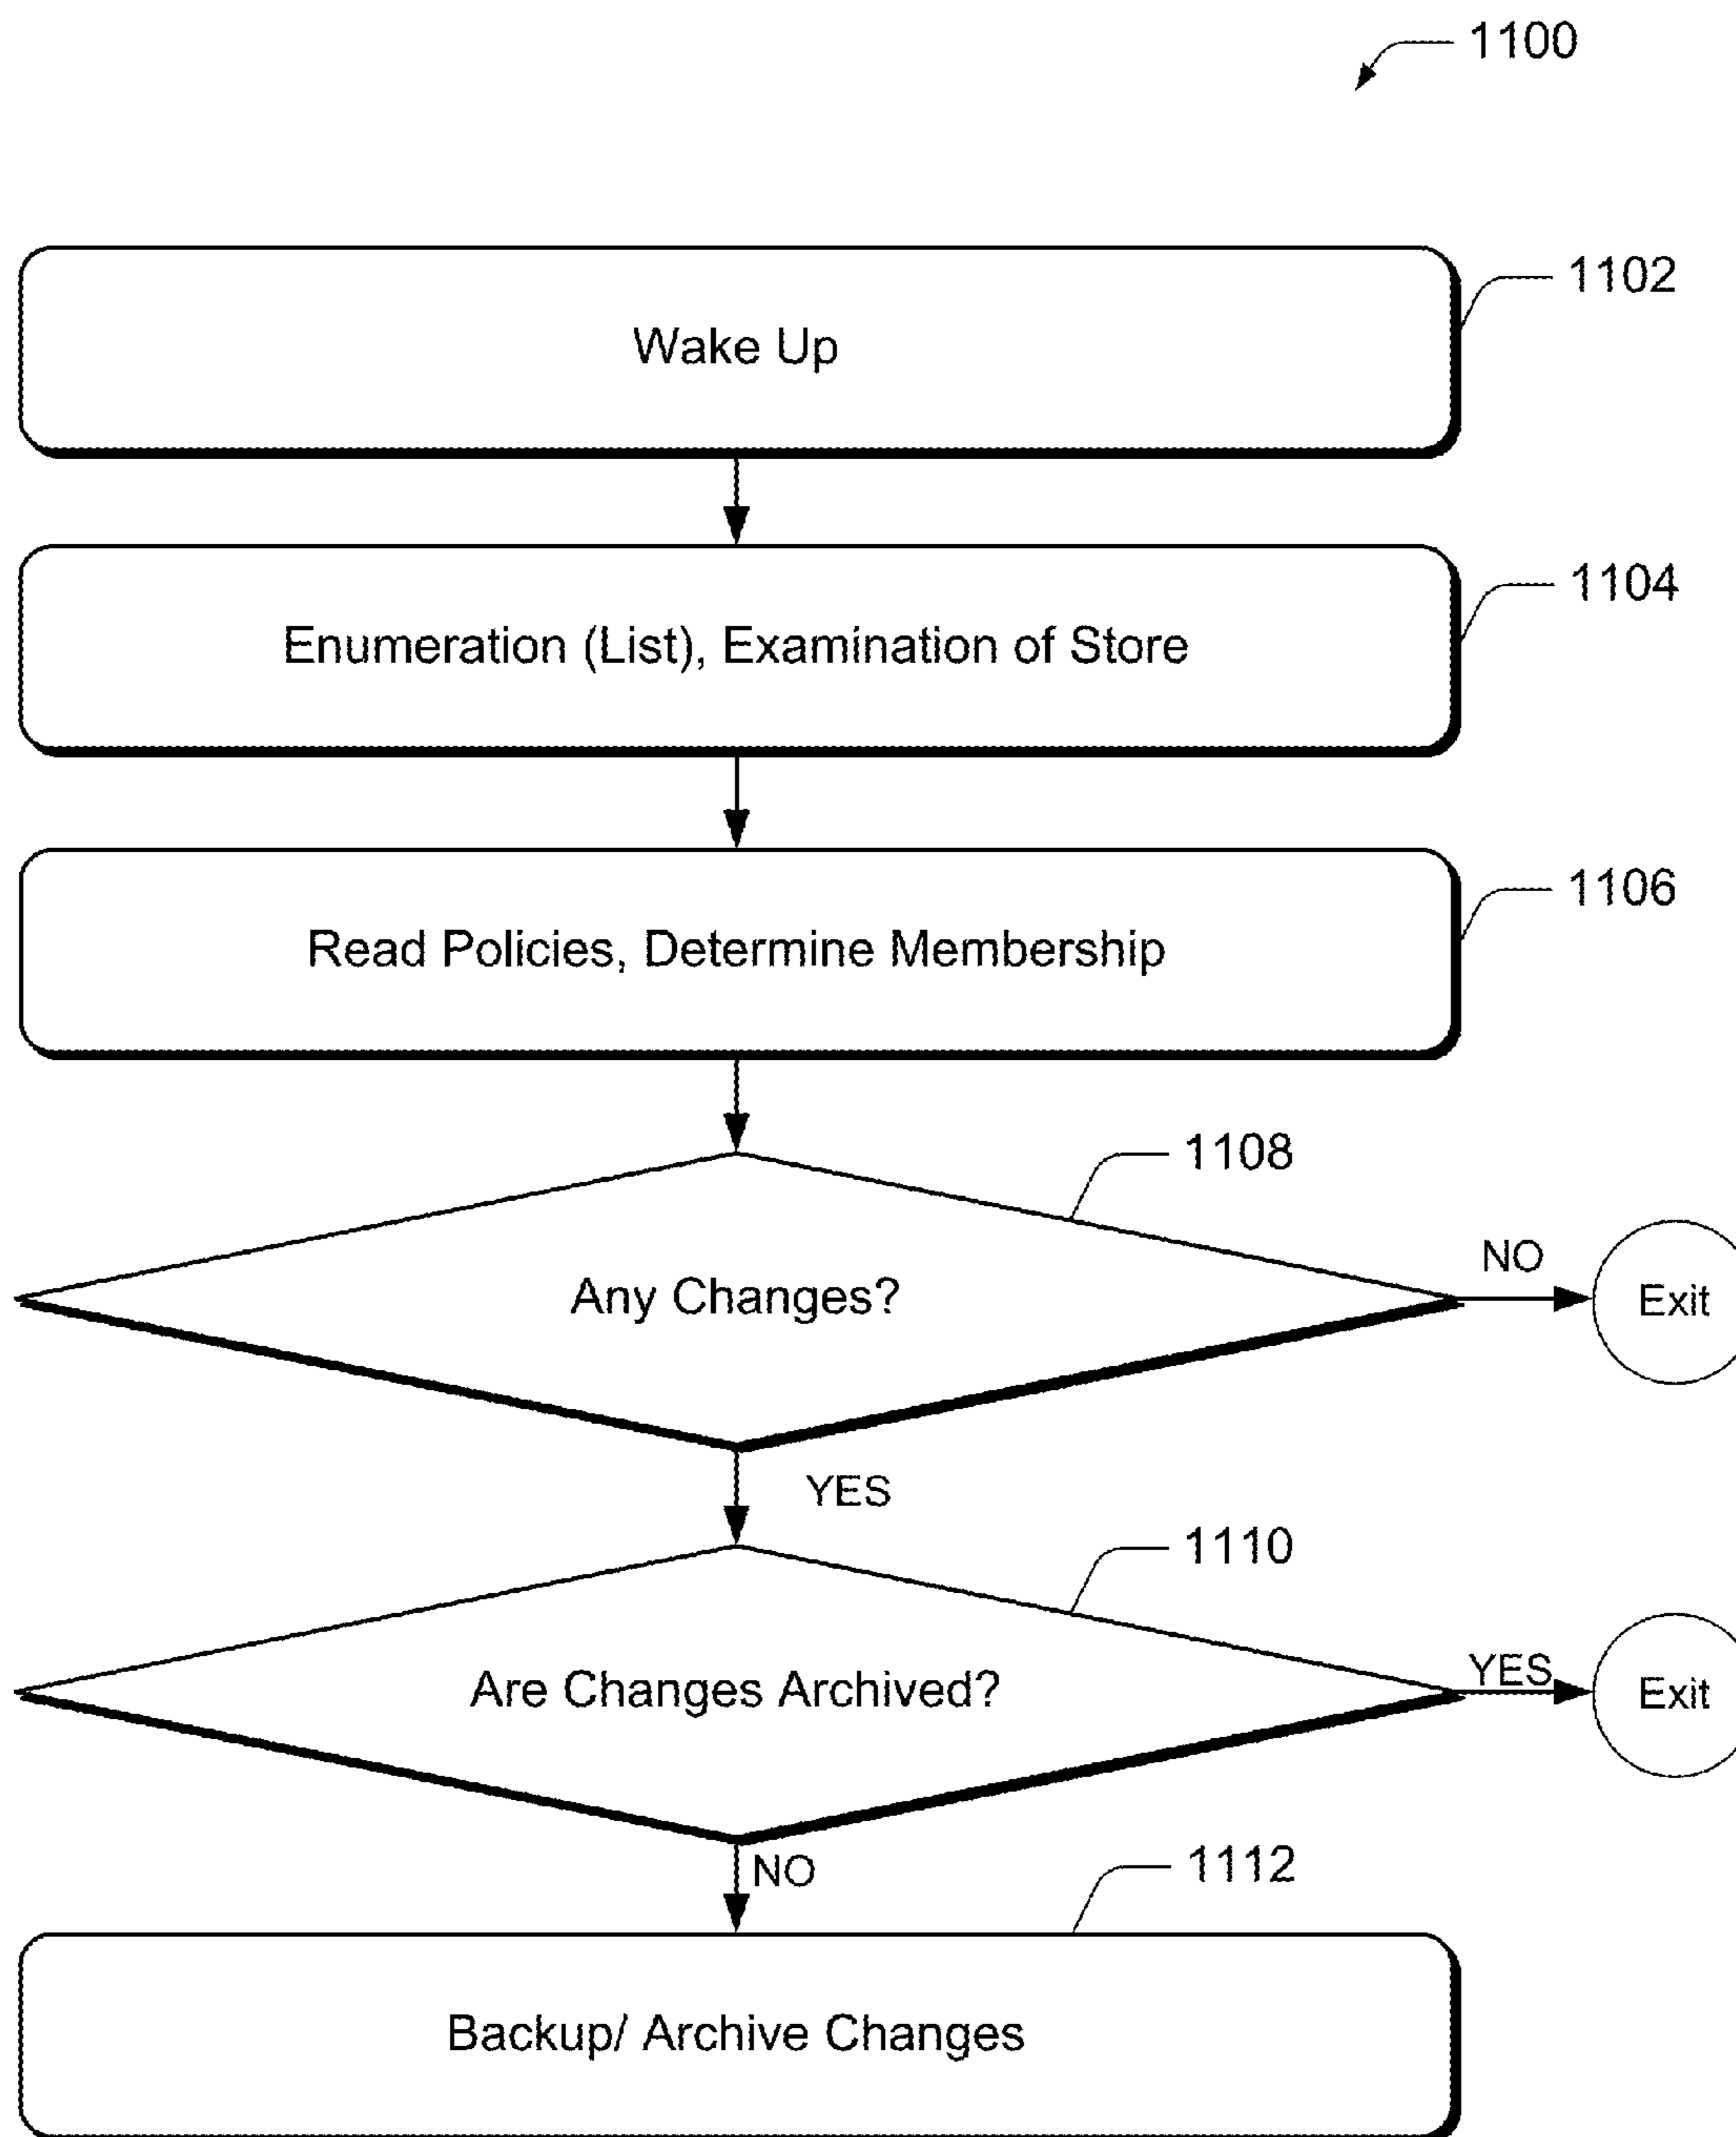 1100
Wake Up
1102
Enumeration (List), Examination of Store
1104
Read Policies, Determine Membership
1106
1108
Any Changes?
NO
Exit
YES
1110
Are Changes Archived?
YES
Exit
NO
1112
Backup/ Archive Changes